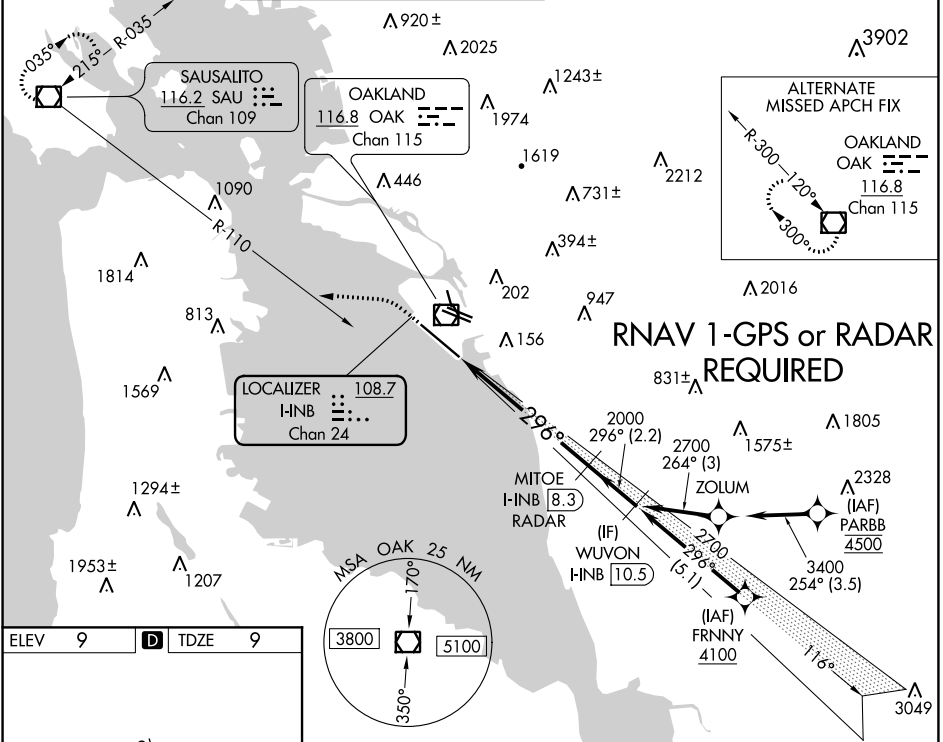 920±
2025
3902
035°
215°
R-035
SAUSALITO
116.2 SAU
Chan 109
OAKLAND
116.8 OAK
Chan 115
1243±
1974
1619
2212
446
731±
1090
R-110
394±
1814
202
947
2016
813
156
1569
ALTERNATE
MISSED APCH FIX
R-300
120°
300°
OAKLAND
OAK
116.8
Chan 115
RNAV 1-GPS or RADAR
REQUIRED
831±
LOCALIZER 108.7
I-INB
Chan 24
296°
2000
296° (2.2)
2700
264° (3)
1575±
1805
MITOE
I-INB 8.3
RADAR
ZOLUM
2328
(IAF)
PARBB
4500
(IF)
WUVON
I-INB 10.5
2700
296°
(5.1)
3400
254° (3.5)
1294±
1953±
1207
(IAF)
FRNNY
4100
116°
3049
MSA OAK 25 NM
170°
3800
5100
350°
ELEV 9 D TDZE 9